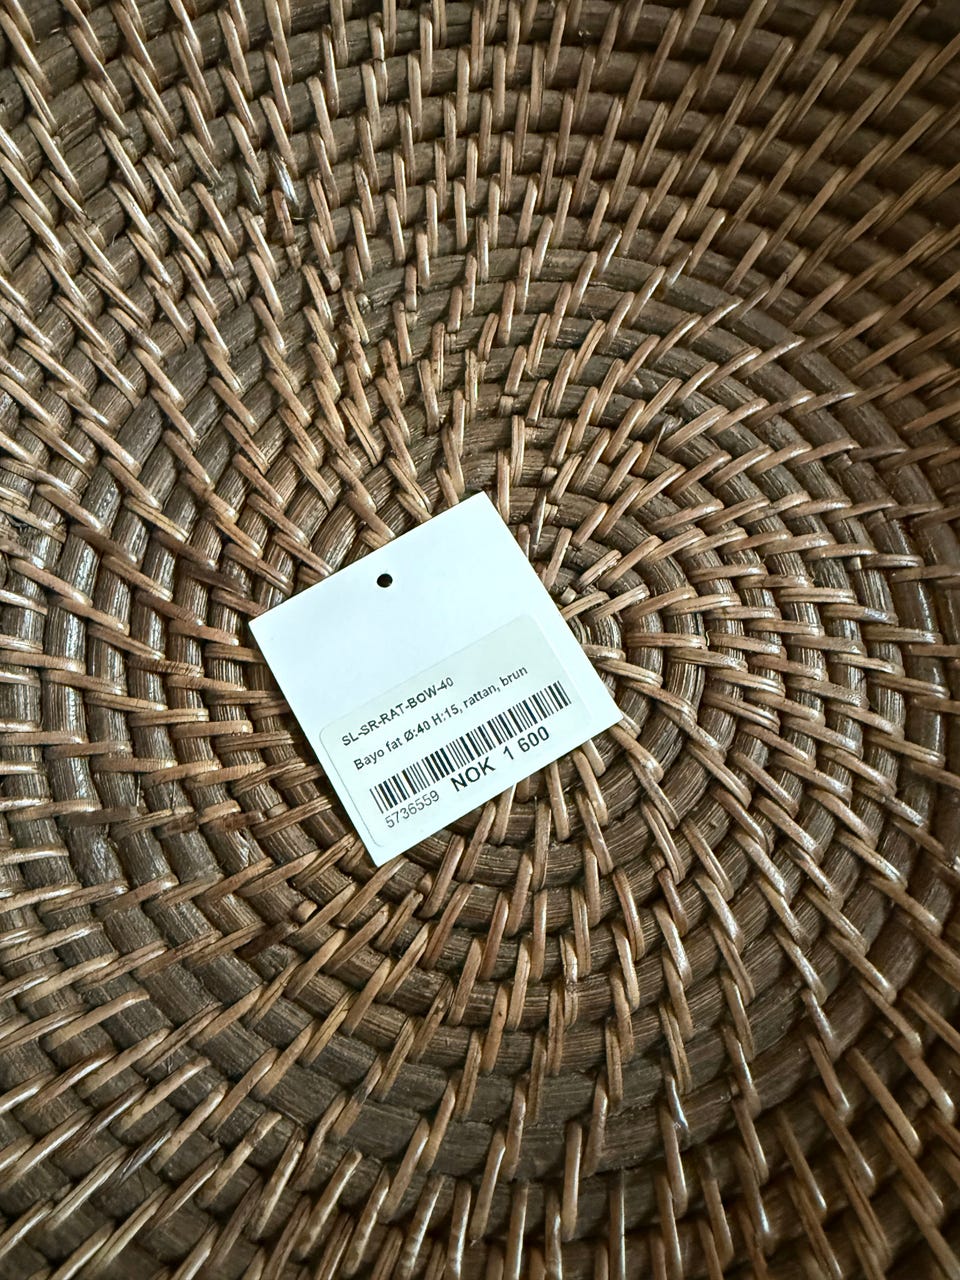 SL-SR-RAT-BOW-40
Bayo fat Ø:40 H:15, rattan, brun
5736559 NOK 1 600